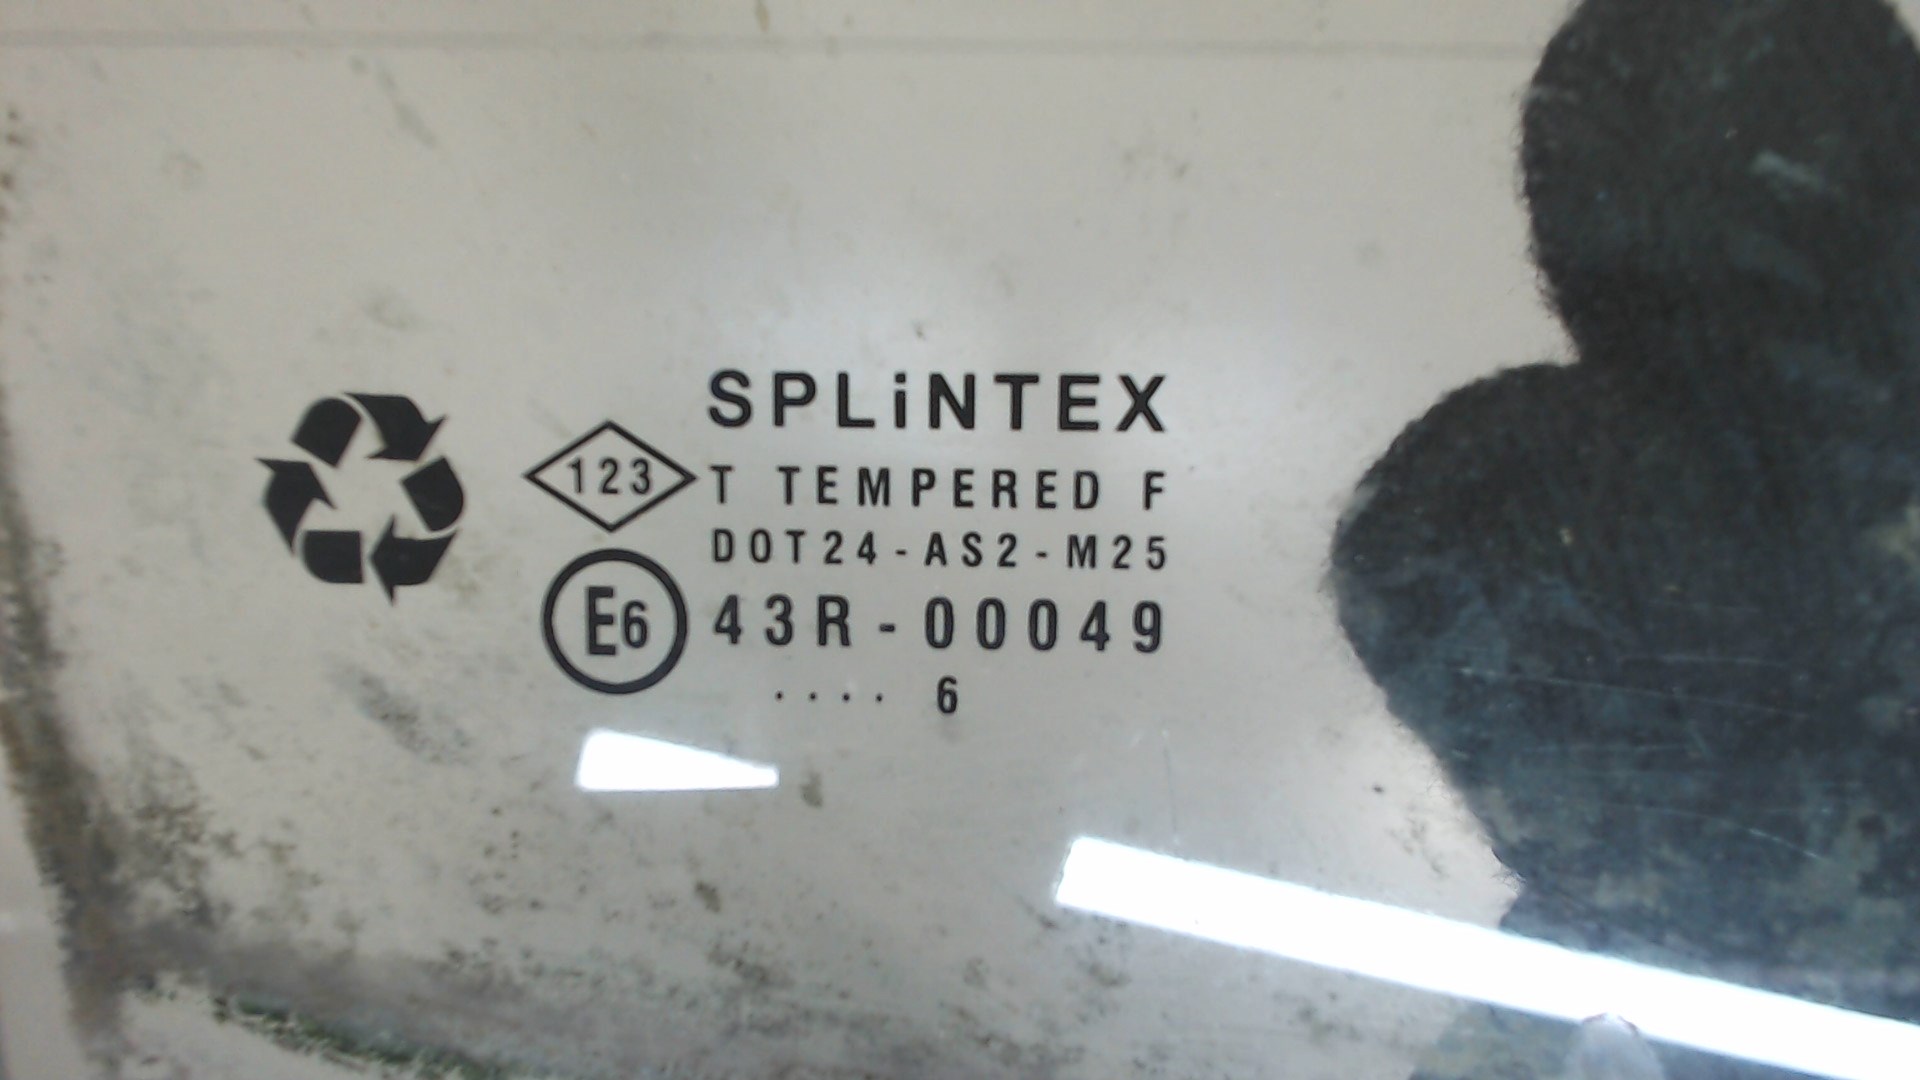 SPLiNTEX
123
T TEMPERED F
DOT24-AS2-M25
E6 43R-00049
.... 6